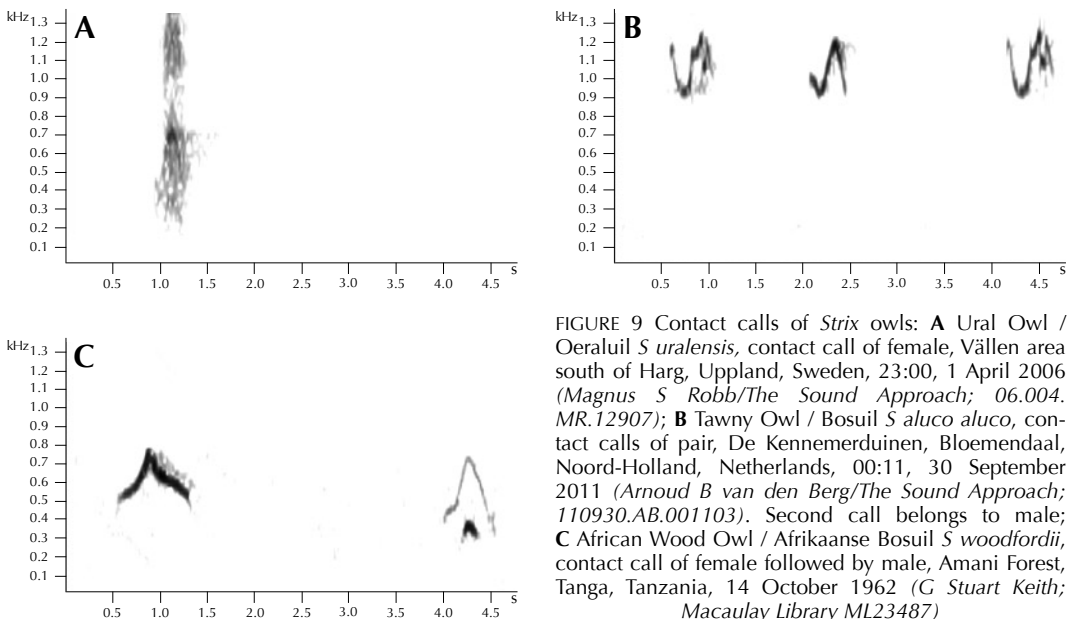 kHz
1.3
1.2
1.1
1.0
0.9
0.8
0.7
0.6
0.5
0.4
0.3
0.2
0.1
A
0.5 1.0 1.5 2.0 2.5 3.0 3.5 4.0 4.5
s
kHz
1.3
1.2
1.1
1.0
0.9
0.8
0.7
0.6
0.5
0.4
0.3
0.2
0.1
B
0.5 1.0 1.5 2.0 2.5 3.0 3.5 4.0 4.5
s
kHz
1.3
1.2
1.1
1.0
0.9
0.8
0.7
0.6
0.5
0.4
0.3
0.2
0.1
C
0.5 1.0 1.5 2.0 2.5 3.0 3.5 4.0 4.5
s
FIGURE 9 Contact calls of Strix owls: A Ural Owl /
Oeraluil S uralensis, contact call of female, Vällen area
south of Harg, Uppland, Sweden, 23:00, 1 April 2006
(Magnus S Robb/The Sound Approach; 06.004.
MR.12907); B Tawny Owl / Bosuil S aluco aluco, con-
tact calls of pair, De Kennemerduinen, Bloemendaal,
Noord-Holland, Netherlands, 00:11, 30 September
2011 (Arnoud B van den Berg/The Sound Approach;
110930.AB.001103). Second call belongs to male;
C African Wood Owl / Afrikaanse Bosuil S woodfordii,
contact call of female followed by male, Amani Forest,
Tanga, Tanzania, 14 October 1962 (G Stuart Keith;
Macaulay Library ML23487)